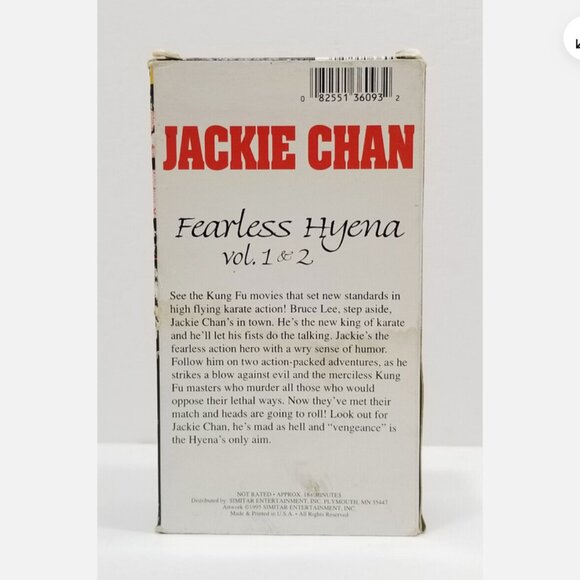 0 82551 36093 2
JACKIE CHAN
Fearless Hyena
vol. 1 & 2
See the Kung Fu movies that set new standards in
high flying karate action! Bruce Lee, step aside,
Jackie Chan's in town. He's the new king of karate
and he'll let his fists do the talking. Jackie's the
fearless action hero with a wry sense of humor.
Follow him on two action-packed adventures, as he
strikes a blow against evil and the merciless Kung
Fu masters who murder all those who would
oppose their lethal ways. Now they've met their
match and heads are going to roll! Look out for
Jackie Chan, he's mad as hell and "vengeance" is
the Hyena's only aim.
NOT RATED • APPROX. MINUTES
Distributed by: SIMITAR ENTERTAINMENT, INC. PLYMOUTH, MN 55447
Artwork ©1995 SIMITAR ENTERTAINMENT, INC.
Made & Printed in U.S.A. • All Rights Reserved